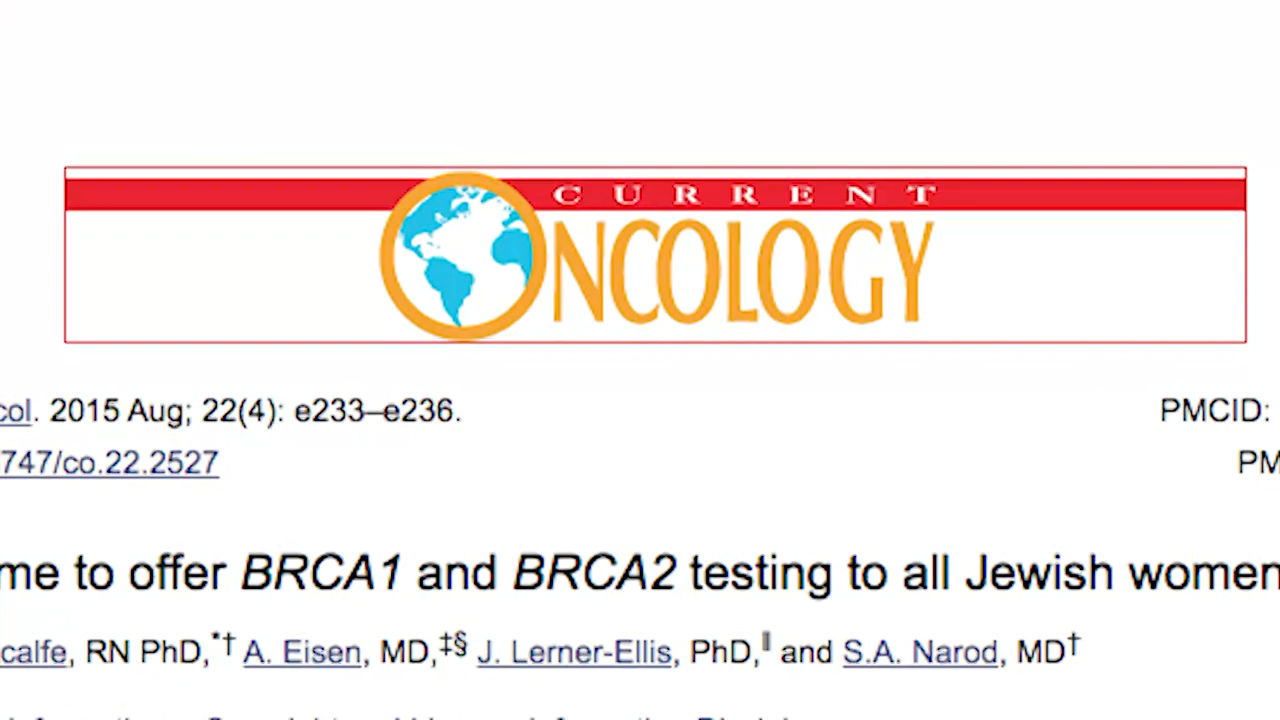 CURRENT
ONCOLOGY
col. 2015 Aug; 22(4): e233–e236.
PMCID:
747/co.22.2527
PM
me to offer BRCA1 and BRCA2 testing to all Jewish women
calfe, RN PhD,*† A. Eisen, MD,‡§ J. Lerner-Ellis, PhD,|| and S.A. Narod, MD†